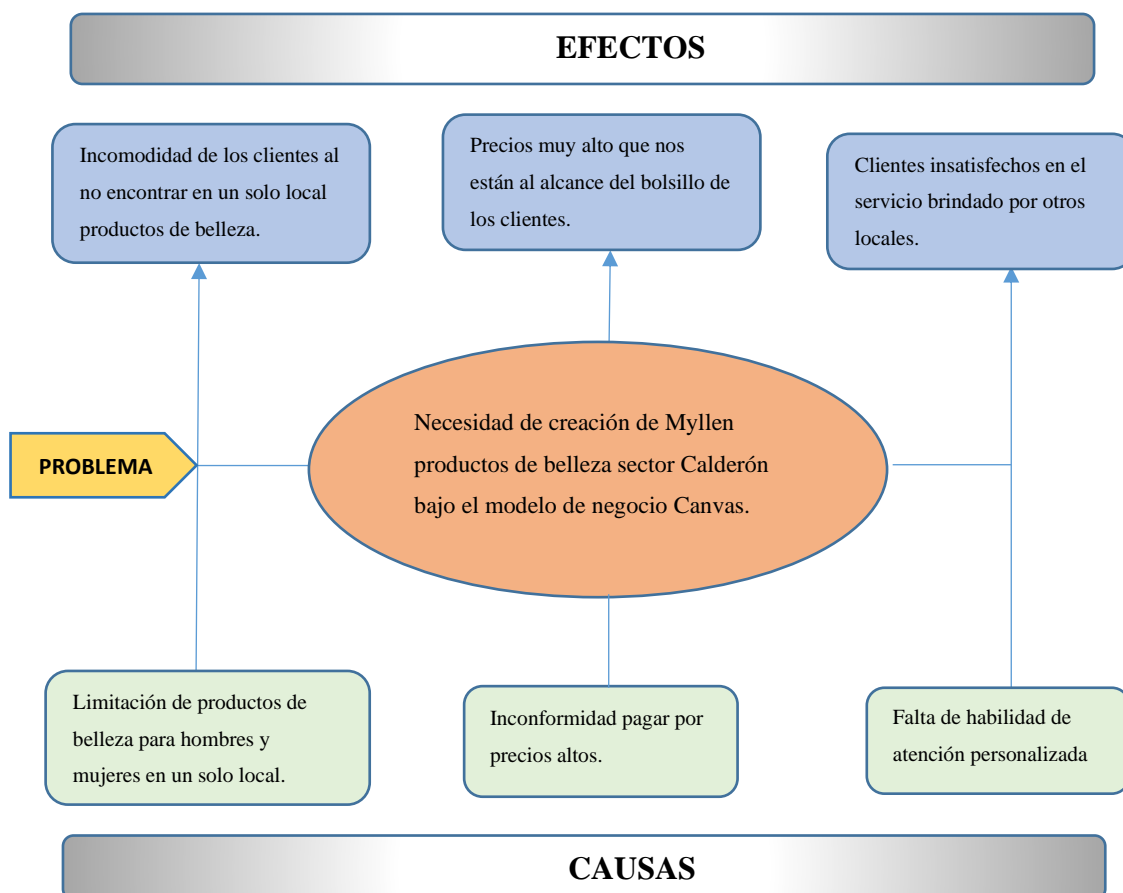 EFECTOS
Incomodidad de los clientes al
no encontrar en un solo local
productos de belleza.
Precios muy alto que nos
están al alcance del bolsillo de
los clientes.
Clientes insatisfechos en el
servicio brindado por otros
locales.
PROBLEMA
Necesidad de creación de Myllen
productos de belleza sector Calderón
bajo el modelo de negocio Canvas.
Limitación de productos de
belleza para hombres y
mujeres en un solo local.
Inconformidad pagar por
precios altos.
Falta de habilidad de
atención personalizada
CAUSAS